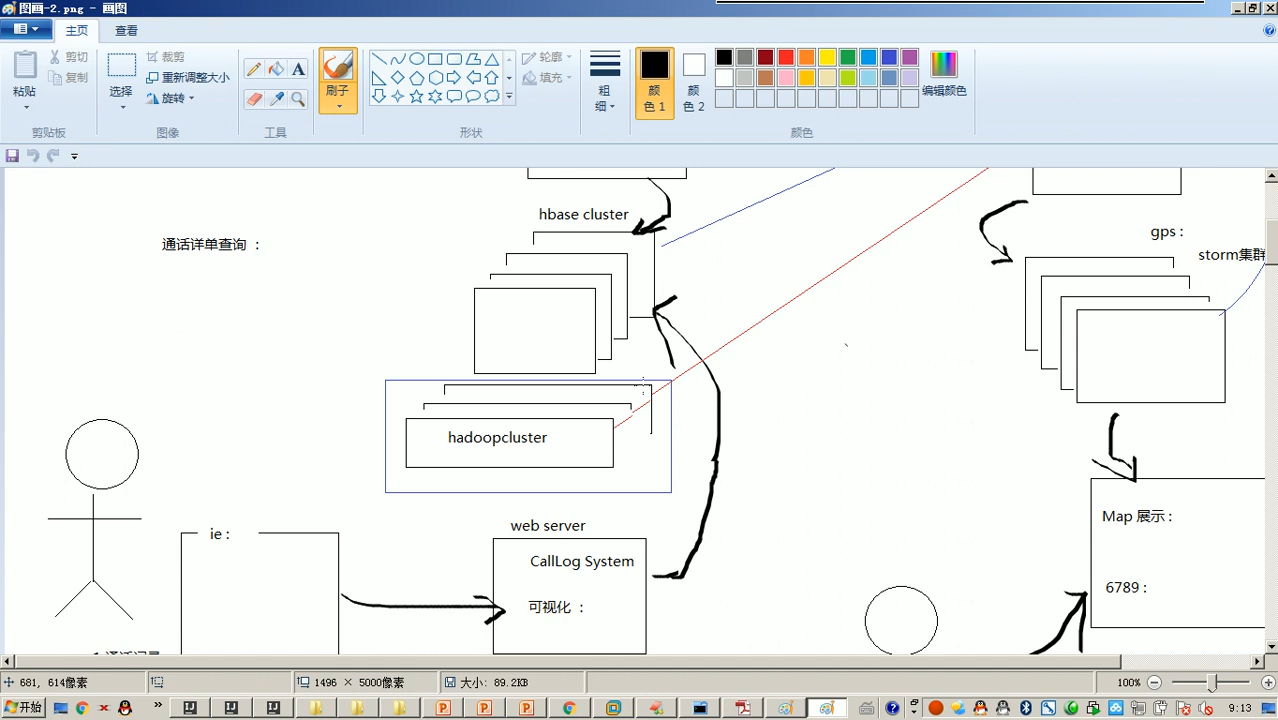 图画-2.png - 画图
主页
查看
粘贴
剪切
复制
剪贴板
选择
裁剪
重新调整大小
旋转
图像
A
工具
刷子
轮廓
填充
形状
粗
细
颜
色 1
颜
色 2
编辑颜色
颜色
hbase cluster
通话详单查询 ：
gps :
storm集群
hadoopcluster
web server
ie :
CallLog System
可视化 ：
Map 展示 :
6789 :
681, 614像素
1496 × 5000像素
大小: 89.2KB
100%
开始
9:13